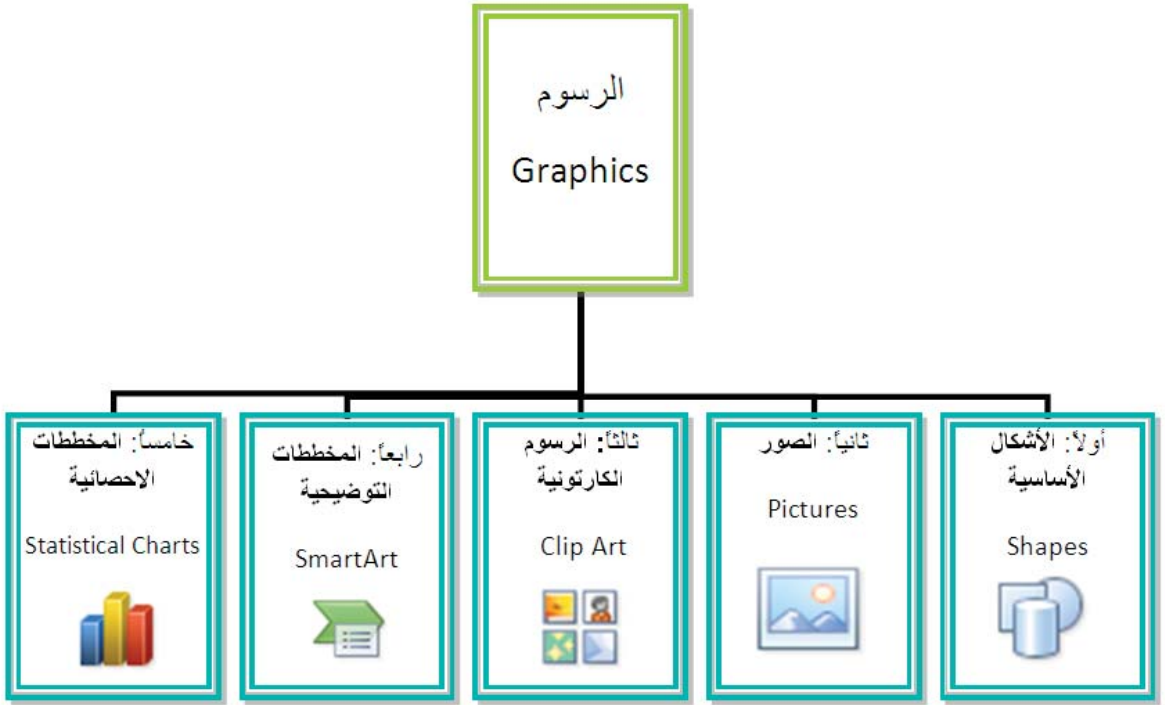 الرسوم
Graphics
أولاً: الأشكال
الأساسية
Shapes
ثانياً: الصور
Pictures
ثالثاً: الرسوم
الكارتونية
Clip Art
رابعاً: المخططات
التوضيحية
SmartArt
خامساً: المخططات
الاحصائية
Statistical Charts